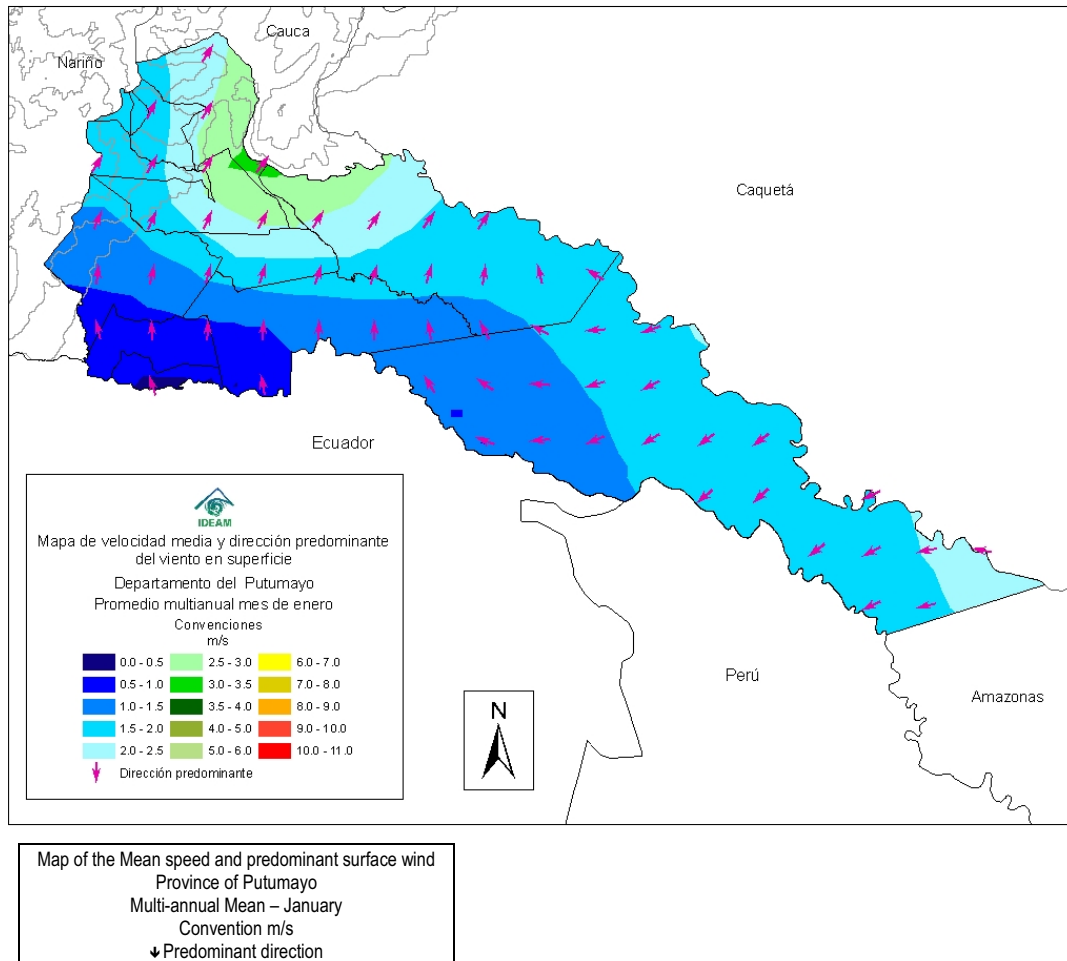 Cauca
Nariño
Caquetá
Ecuador
IDEAM
Mapa de velocidad media y dirección predominante
del viento en superficie
Departamento del Putumayo
Promedio multianual mes de enero
Convenciones
m/s
0.0 - 0.5 2.5 - 3.0 6.0 - 7.0
0.5 - 1.0 3.0 - 3.5 7.0 - 8.0
1.0 - 1.5 3.5 - 4.0 8.0 - 9.0
1.5 - 2.0 4.0 - 5.0 9.0 - 10.0
2.0 - 2.5 5.0 - 6.0 10.0 - 11.0
Dirección predominante
N
Perú
Amazonas
Map of the Mean speed and predominant surface wind
Province of Putumayo
Multi-annual Mean – January
Convention m/s
Predominant direction